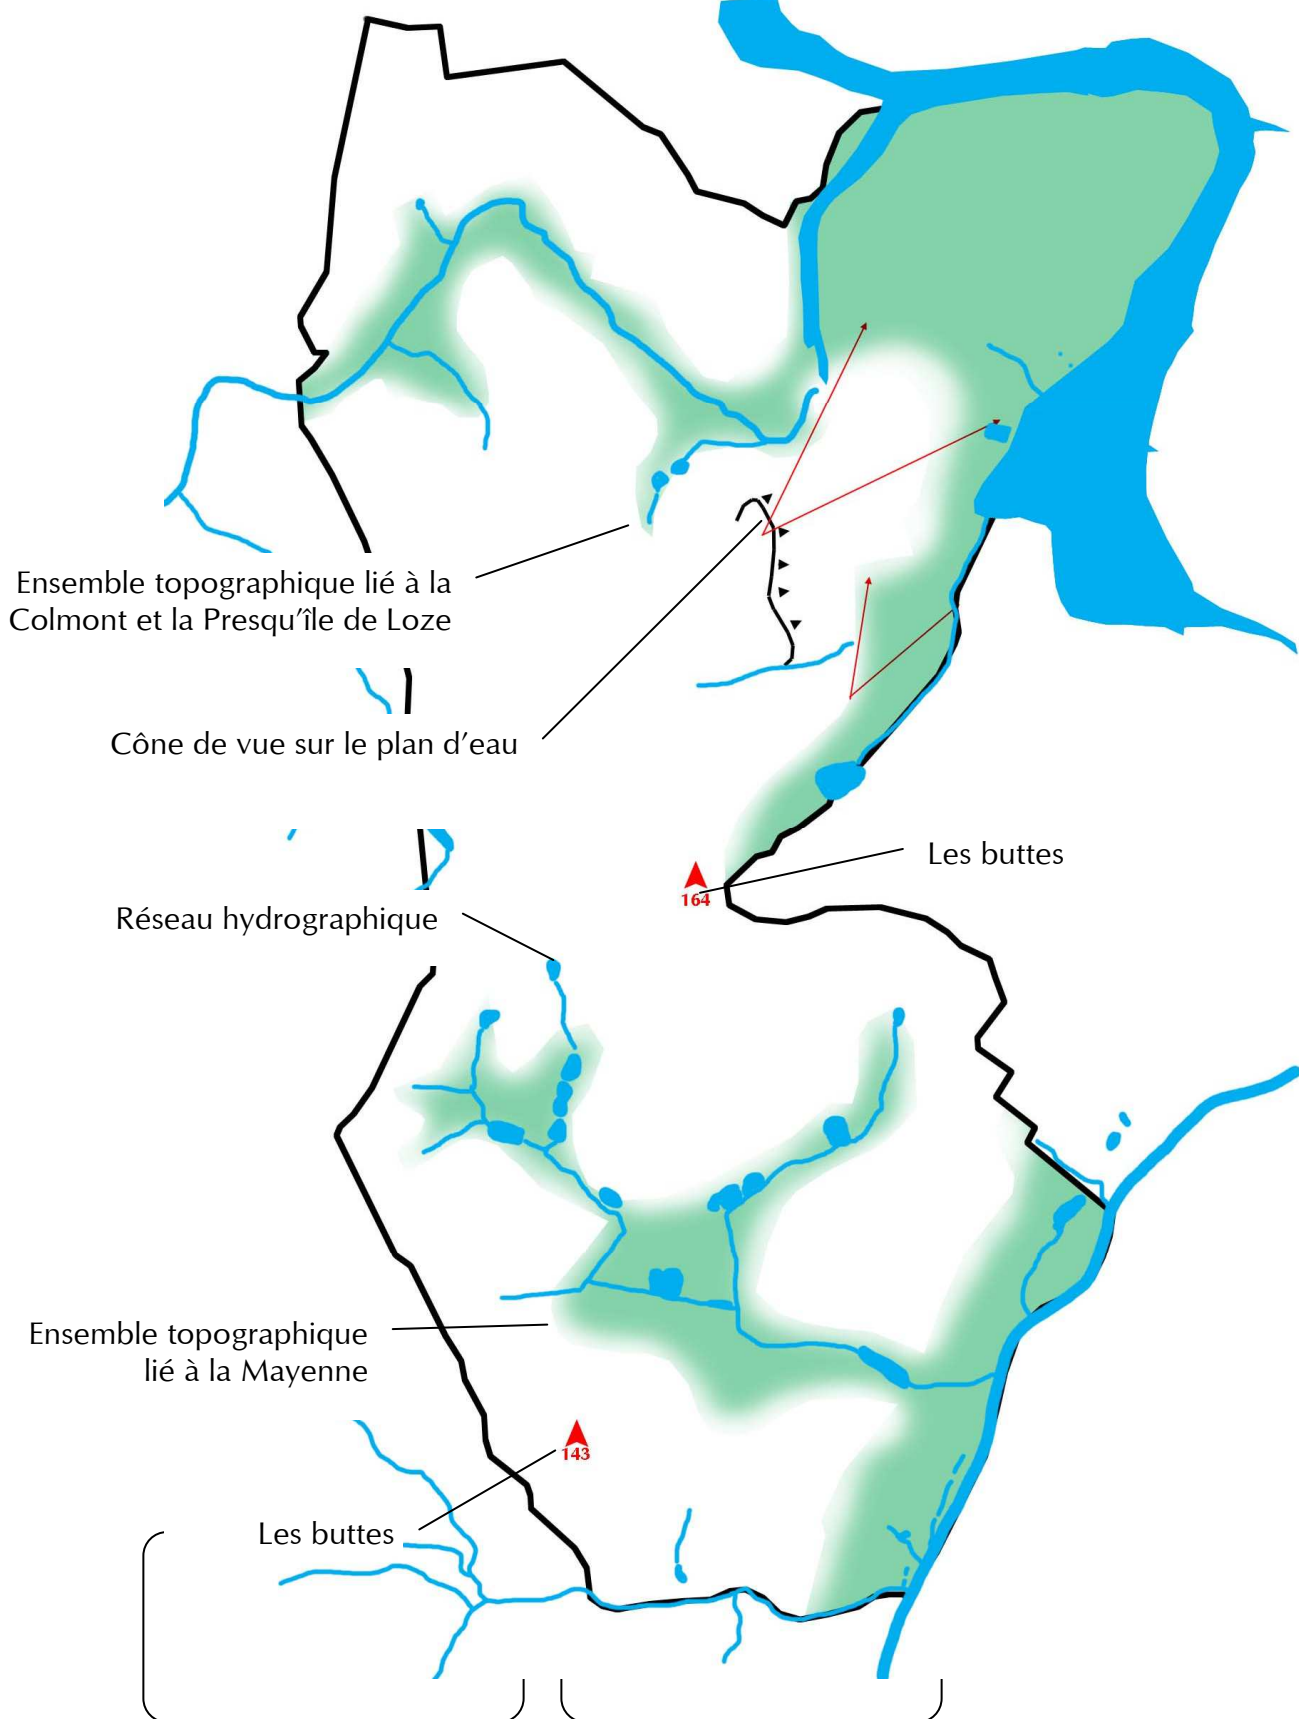 Ensemble topographique lié à la
Colmont et la Presqu’île de Loze
Cône de vue sur le plan d’eau
Les buttes
164
Réseau hydrographique
Ensemble topographique
lié à la Mayenne
143
Les buttes